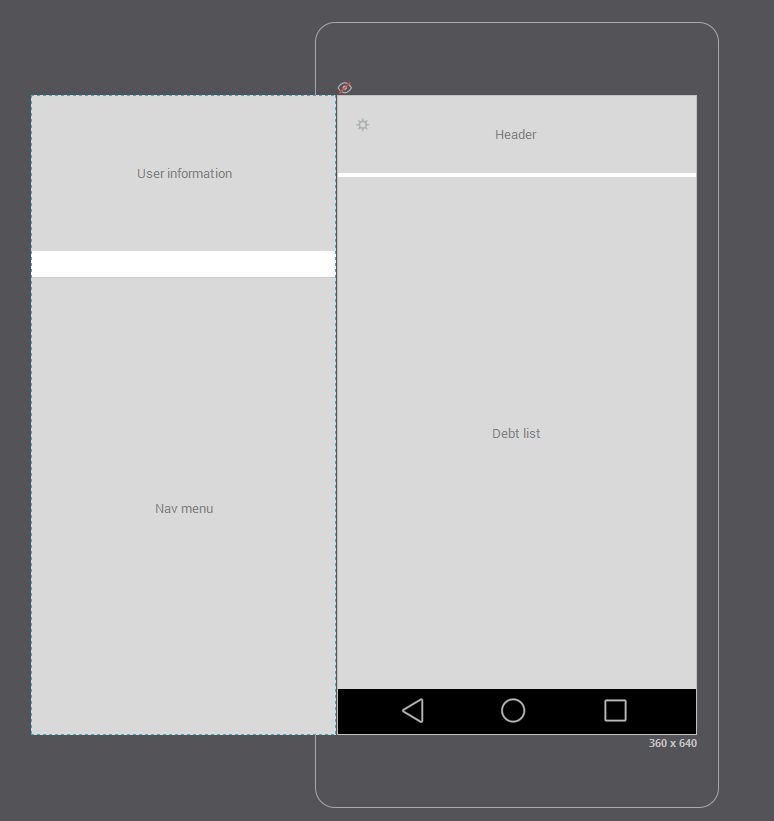 User information
Header
Debt list
Nav menu
360 x 640